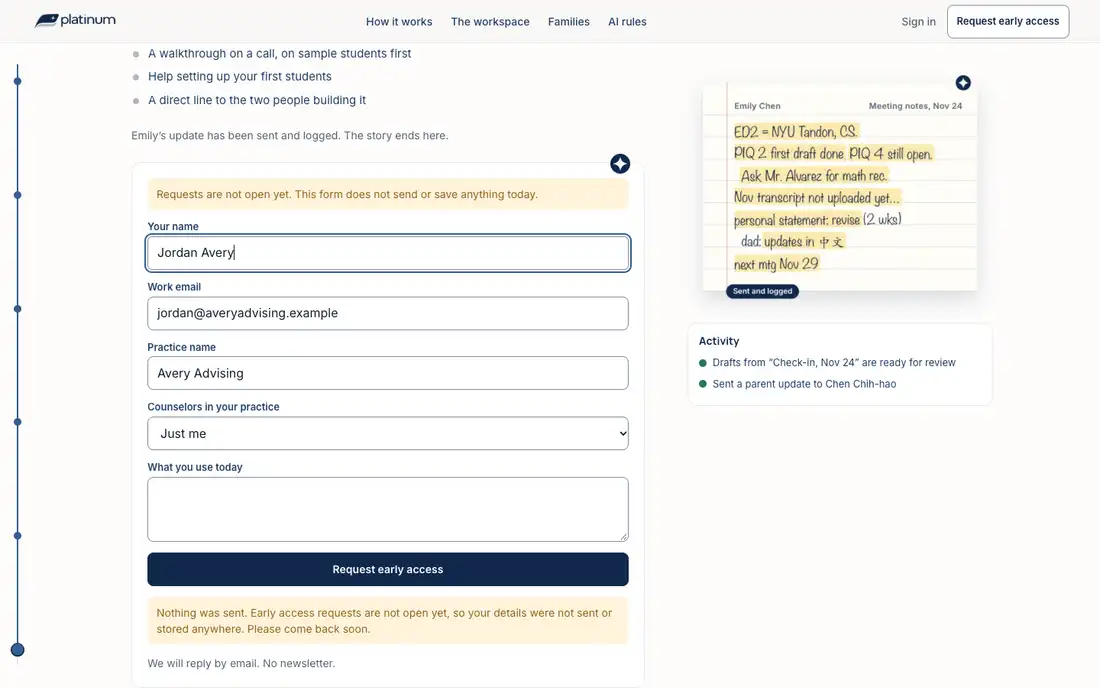 platinum
How it works
The workspace
Families
AI rules
Sign in
Request early access
A walkthrough on a call, on sample students first
Help setting up your first students
A direct line to the two people building it
Emily’s update has been sent and logged. The story ends here.
Requests are not open yet. This form does not send or save anything today.
Your name
Jordan Avery
Work email
jordan@averyadvising.example
Practice name
Avery Advising
Counselors in your practice
Just me
What you use today
Request early access
Nothing was sent. Early access requests are not open yet, so your details were not sent or
stored anywhere. Please come back soon.
We will reply by email. No newsletter.
Emily Chen
Meeting notes, Nov 24
ED2 = NYU Tandon, CS.
PIQ 2 first draft done PIQ 4 still open.
Ask Mr. Alvarez for math rec.
Nov transcript not uploaded yet...
personal statement: revise (2 wks)
dad: updates in 中文
next mtg Nov 29
Sent and logged
Activity
Drafts from “Check-in, Nov 24” are ready for review
Sent a parent update to Chen Chih-hao